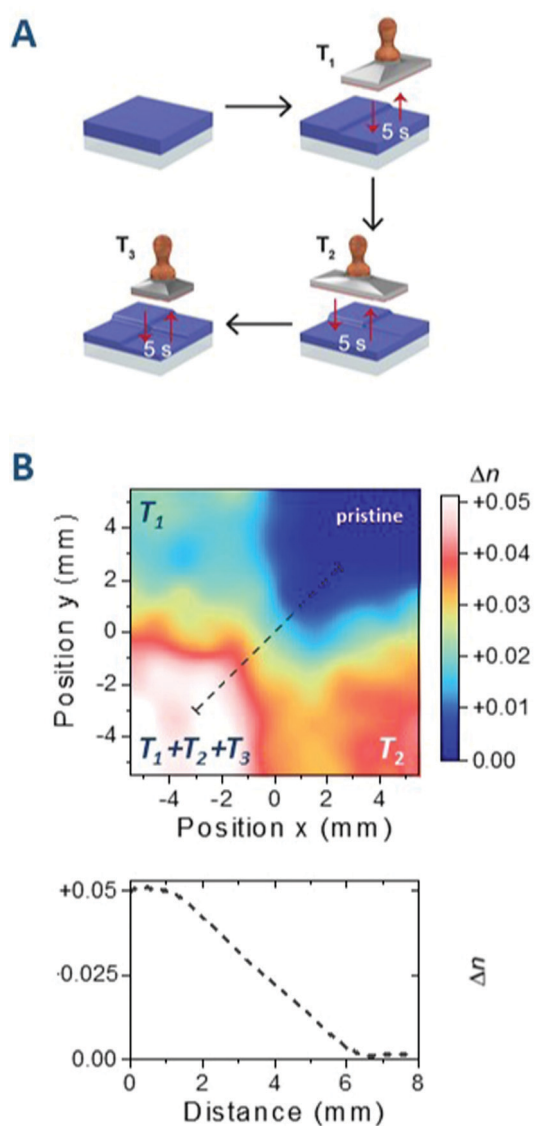 A
T1
5 s
T3
T2
5 s
5 s
B
Δn
T1
pristine
T1+T2+T3
T2
Position y (mm)
4
2
0
-2
-4
-4
-2
0
2
4
Position x (mm)
+0.05
+0.04
+0.03
+0.02
+0.01
0.00
+0.05
0.025
0.00
Δn
0
2
4
6
8
Distance (mm)